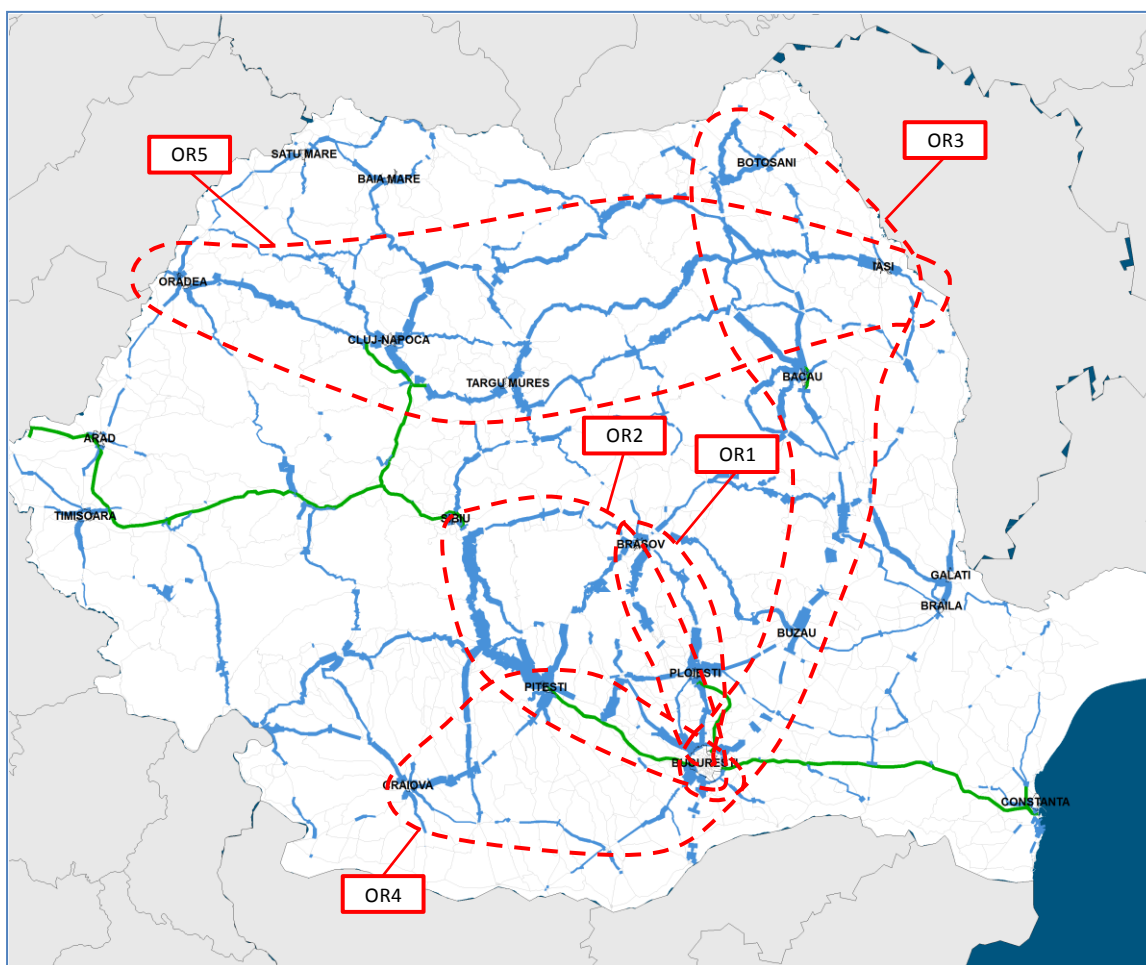 OR5
SATU MARE
BAIA MARE
BOTOSANI
OR3
ORADEA
IASI
CLUJ-NAPOCA
TARGU MURES
BACAU
ARAD
OR2
OR1
TIMISOARA
SIBIU
BRASOV
GALATI
BRAILA
BUZAU
PITESTI
PLOIESTI
BUCURESTI
CRAIOVA
CONSTANTA
OR4